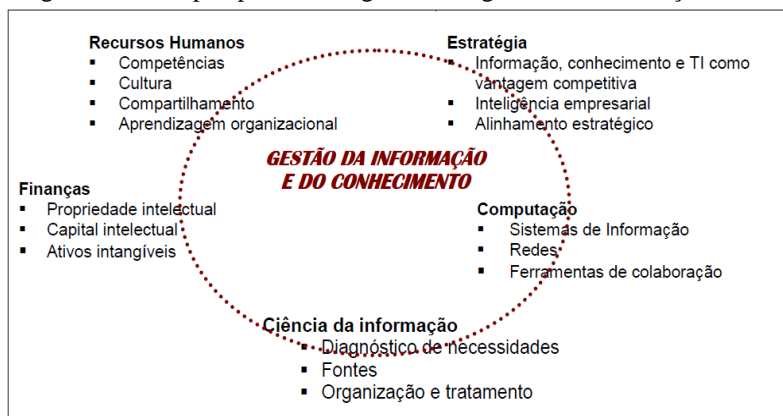 Recursos Humanos
▪ Competências
▪ Cultura
▪ Compartilhamento
▪ Aprendizagem organizacional
Estratégia
▪ Informação, conhecimento e TI como
vantagem competitiva
▪ Inteligência empresarial
▪ Alinhamento estratégico
GESTÃO DA INFORMAÇÃO
E DO CONHECIMENTO
Finanças
▪ Propriedade intelectual
▪ Capital intelectual
▪ Ativos intangíveis
Computação
▪ Sistemas de Informação
▪ Redes
▪ Ferramentas de colaboração
Ciência da informação
▪ Diagnóstico de necessidades
▪ Fontes
▪ Organização e tratamento